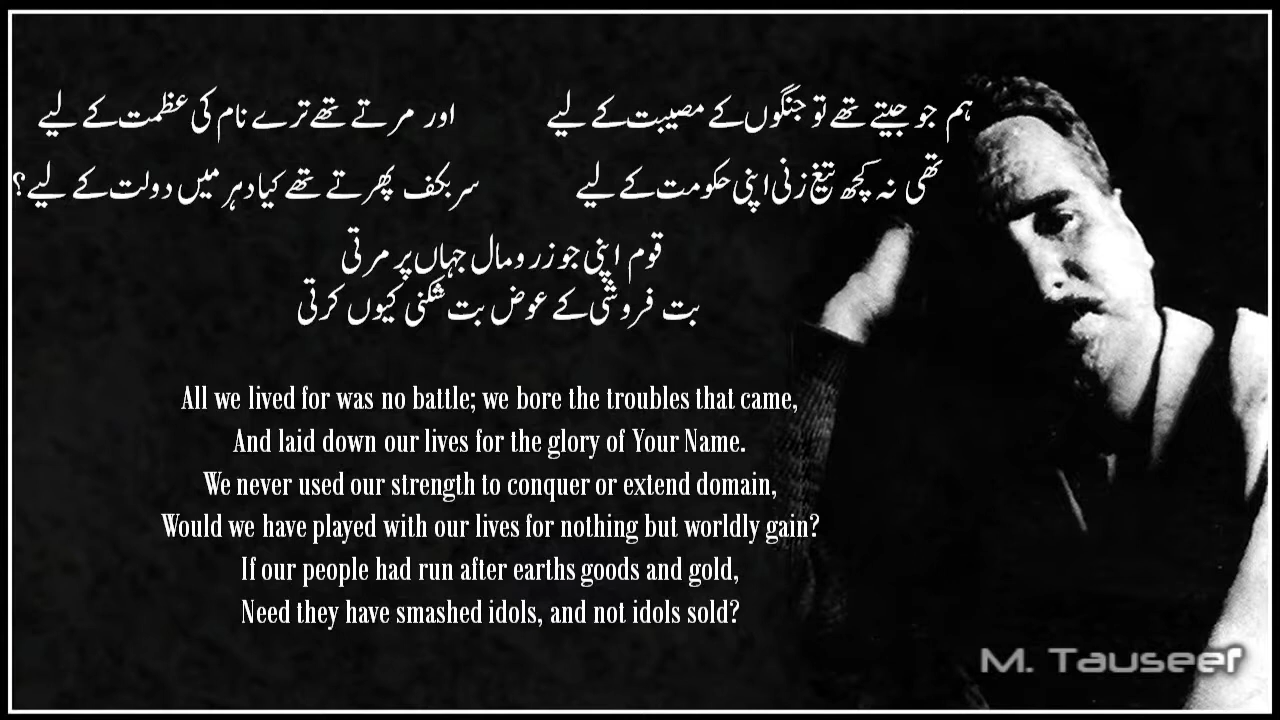 ہم جو جیتے تھے تو جنگوں کے مصیبت کے لیے اور مرتے تھے ترے نام کی عظمت کے لیے
تھی نہ کچھ تیغ زنی اپنی حکومت کے لیے سربکف پھرتے تھے کیا دہر میں دولت کے لیے؟
قوم اپنی جو زر و مال جہاں پر مرتی
بت فروشی کے عوض بت شکنی کیوں کرتی
All we lived for was no battle; we bore the troubles that came,
And laid down our lives for the glory of Your Name.
We never used our strength to conquer or extend domain,
Would we have played with our lives for nothing but worldly gain?
If our people had run after earths goods and gold,
Need they have smashed idols, and not idols sold?
M. Tauseef